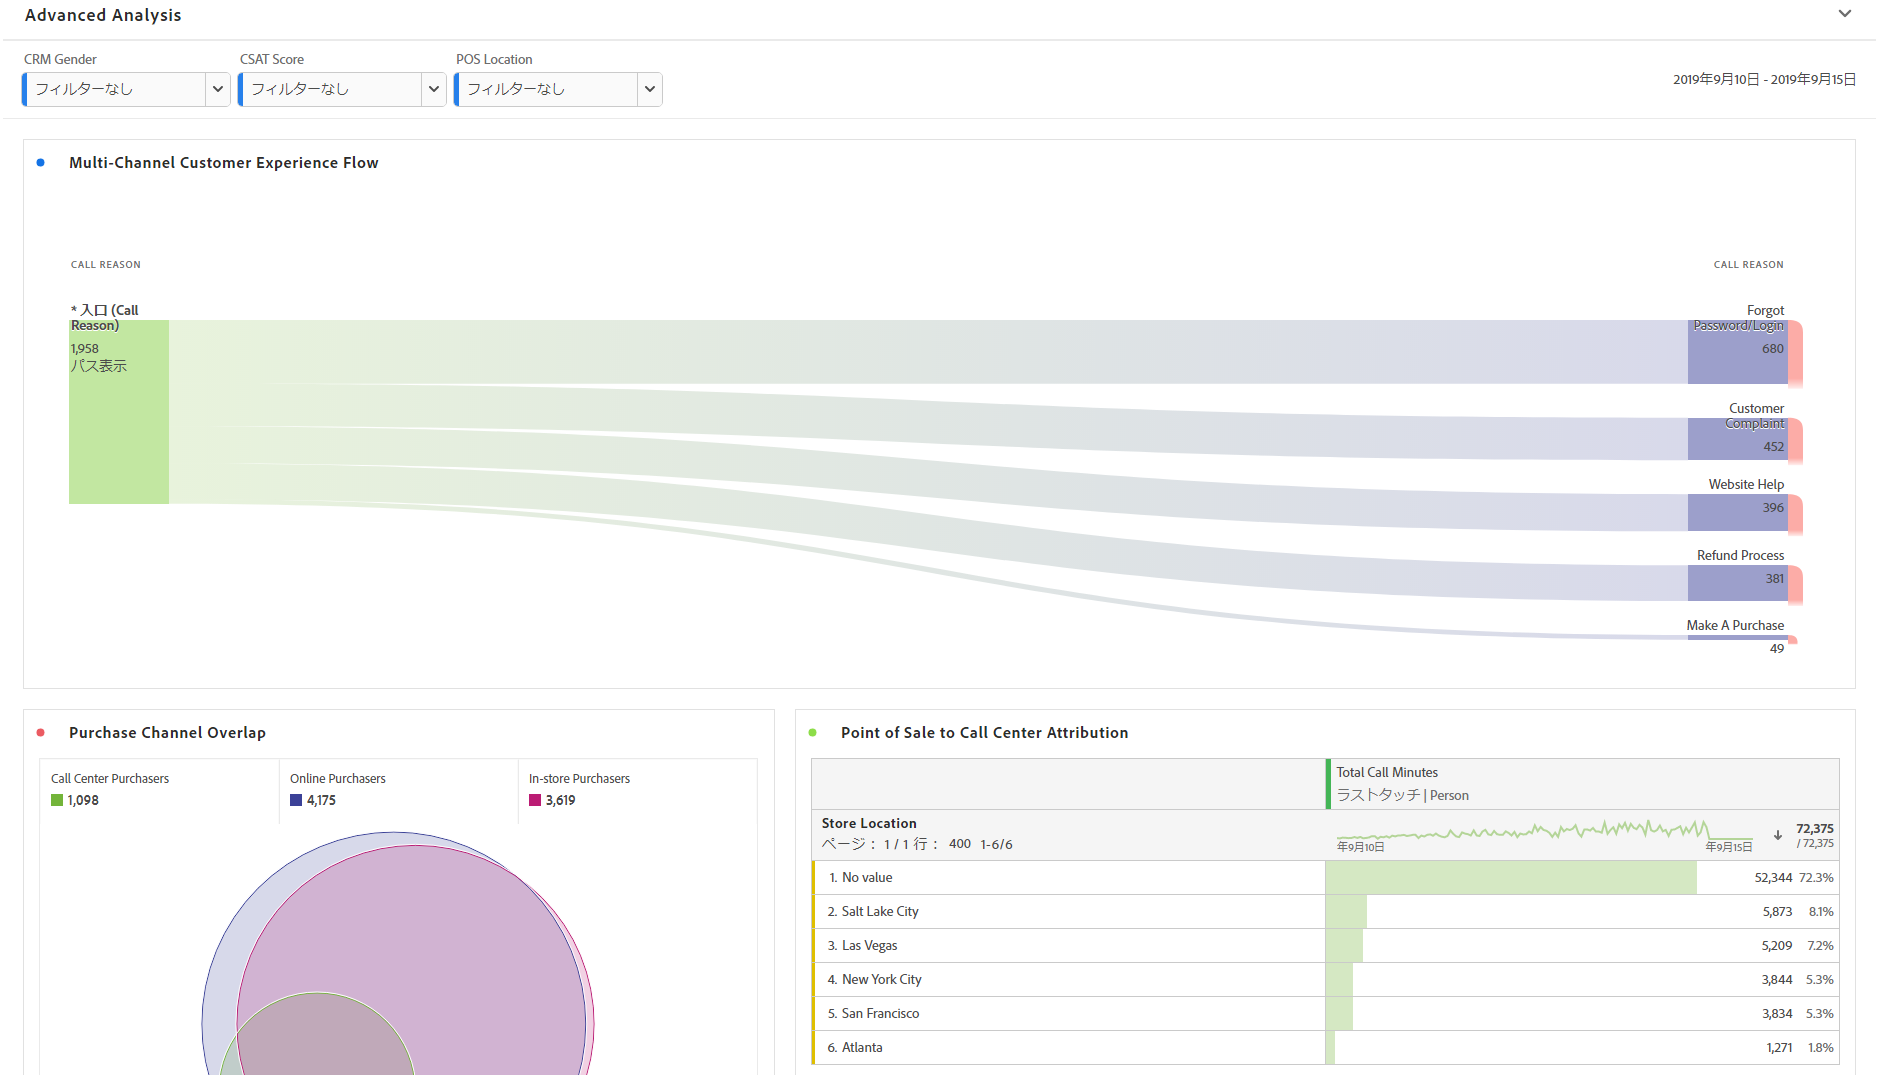 Advanced Analysis
CRM Gender
CSAT Score
POS Location
フィルターなし
フィルターなし
フィルターなし
2019年9月10日 - 2019年9月15日
Multi-Channel Customer Experience Flow
CALL REASON
CALL REASON
* 入口 (Call
Reason)
1,958
パス表示
Forgot
Password/Login
680
Customer
Complaint
452
Website Help
396
Refund Process
381
Make A Purchase
49
Purchase Channel Overlap
Call Center Purchasers
1,098
Online Purchasers
4,175
In-store Purchasers
3,619
Point of Sale to Call Center Attribution
Total Call Minutes
ラストタッチ | Person
Store Location
ページ： 1 / 1 行： 400 1-6/6
年9月10日
年9月15日
72,375
/ 72,375
1. No value 52,344 72.3%
2. Salt Lake City 5,873 8.1%
3. Las Vegas 5,209 7.2%
4. New York City 3,844 5.3%
5. San Francisco 3,834 5.3%
6. Atlanta 1,271 1.8%